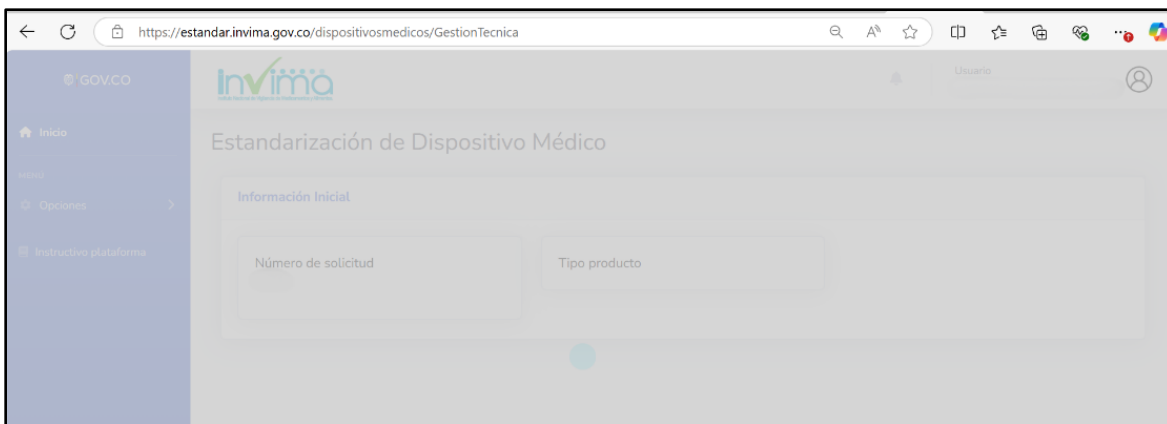 https://estandar.invima.gov.co/dispositivosmedicos/GestionTecnica
GOV.CO
invima
Usuario
Inicio
Estandarización de Dispositivo Médico
MENU
Información Inicial
Opciones
Instructivo plataforma
Número de solicitud
Tipo producto